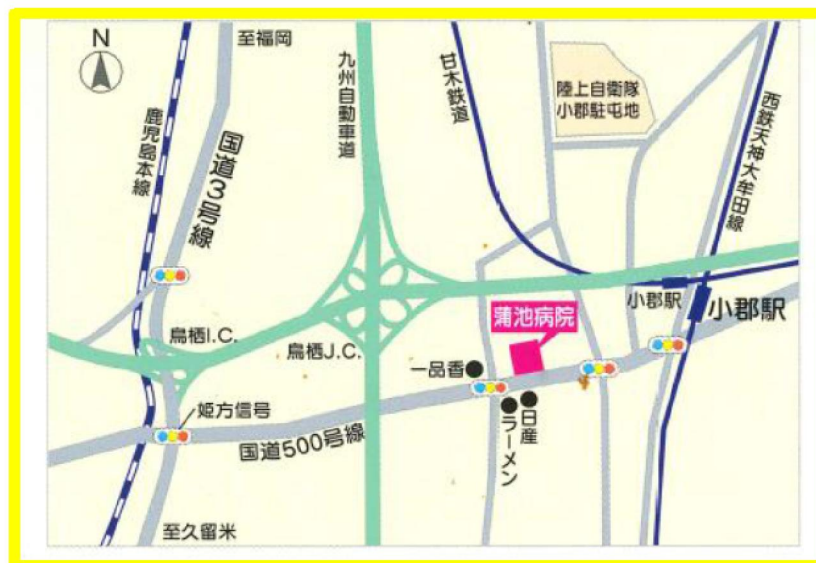 N
至福岡
九州自動車道
甘木鉄道
陸上自衛隊
小郡駐屯地
西鉄天神大牟田線
鹿児島本線
国道3号線
小郡駅
小郡駅
蒲池病院
鳥栖I.C.
鳥栖J.C.
一品香
姫方信号
日産
ラーメン
国道500号線
至久留米